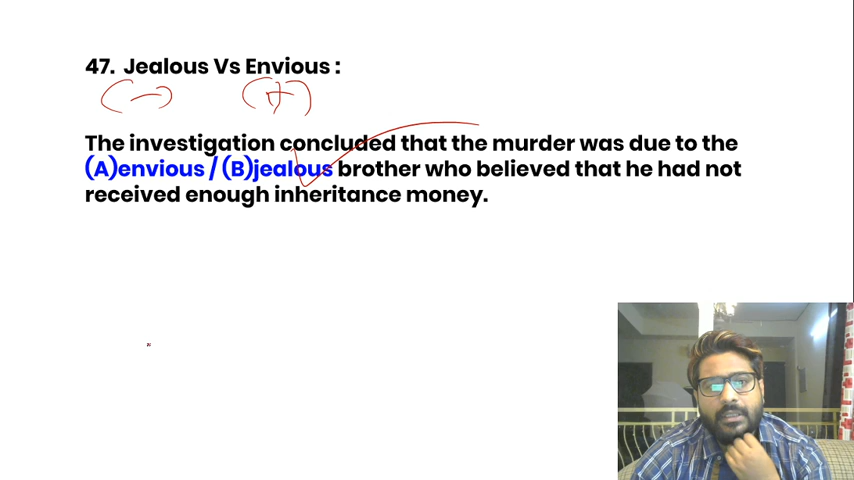 47. Jealous Vs Envious :
(-) (+)
The investigation concluded that the murder was due to the
(A)envious / (B)jealous brother who believed that he had not
received enough inheritance money.